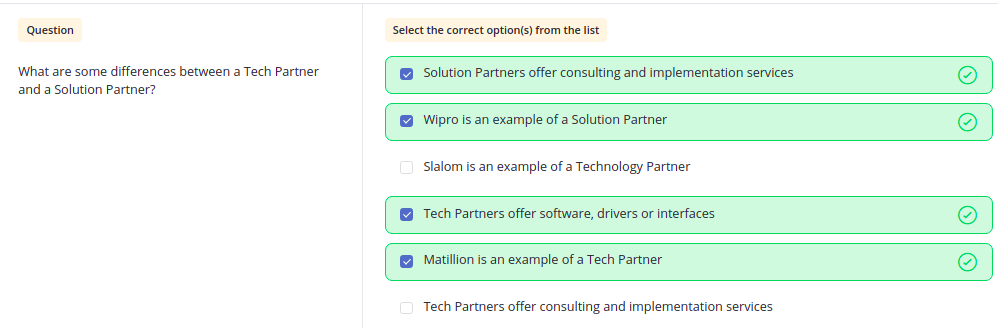 Question
What are some differences between a Tech Partner
and a Solution Partner?
Select the correct option(s) from the list
Solution Partners offer consulting and implementation services
Wipro is an example of a Solution Partner
Slalom is an example of a Technology Partner
Tech Partners offer software, drivers or interfaces
Matillion is an example of a Tech Partner
Tech Partners offer consulting and implementation services